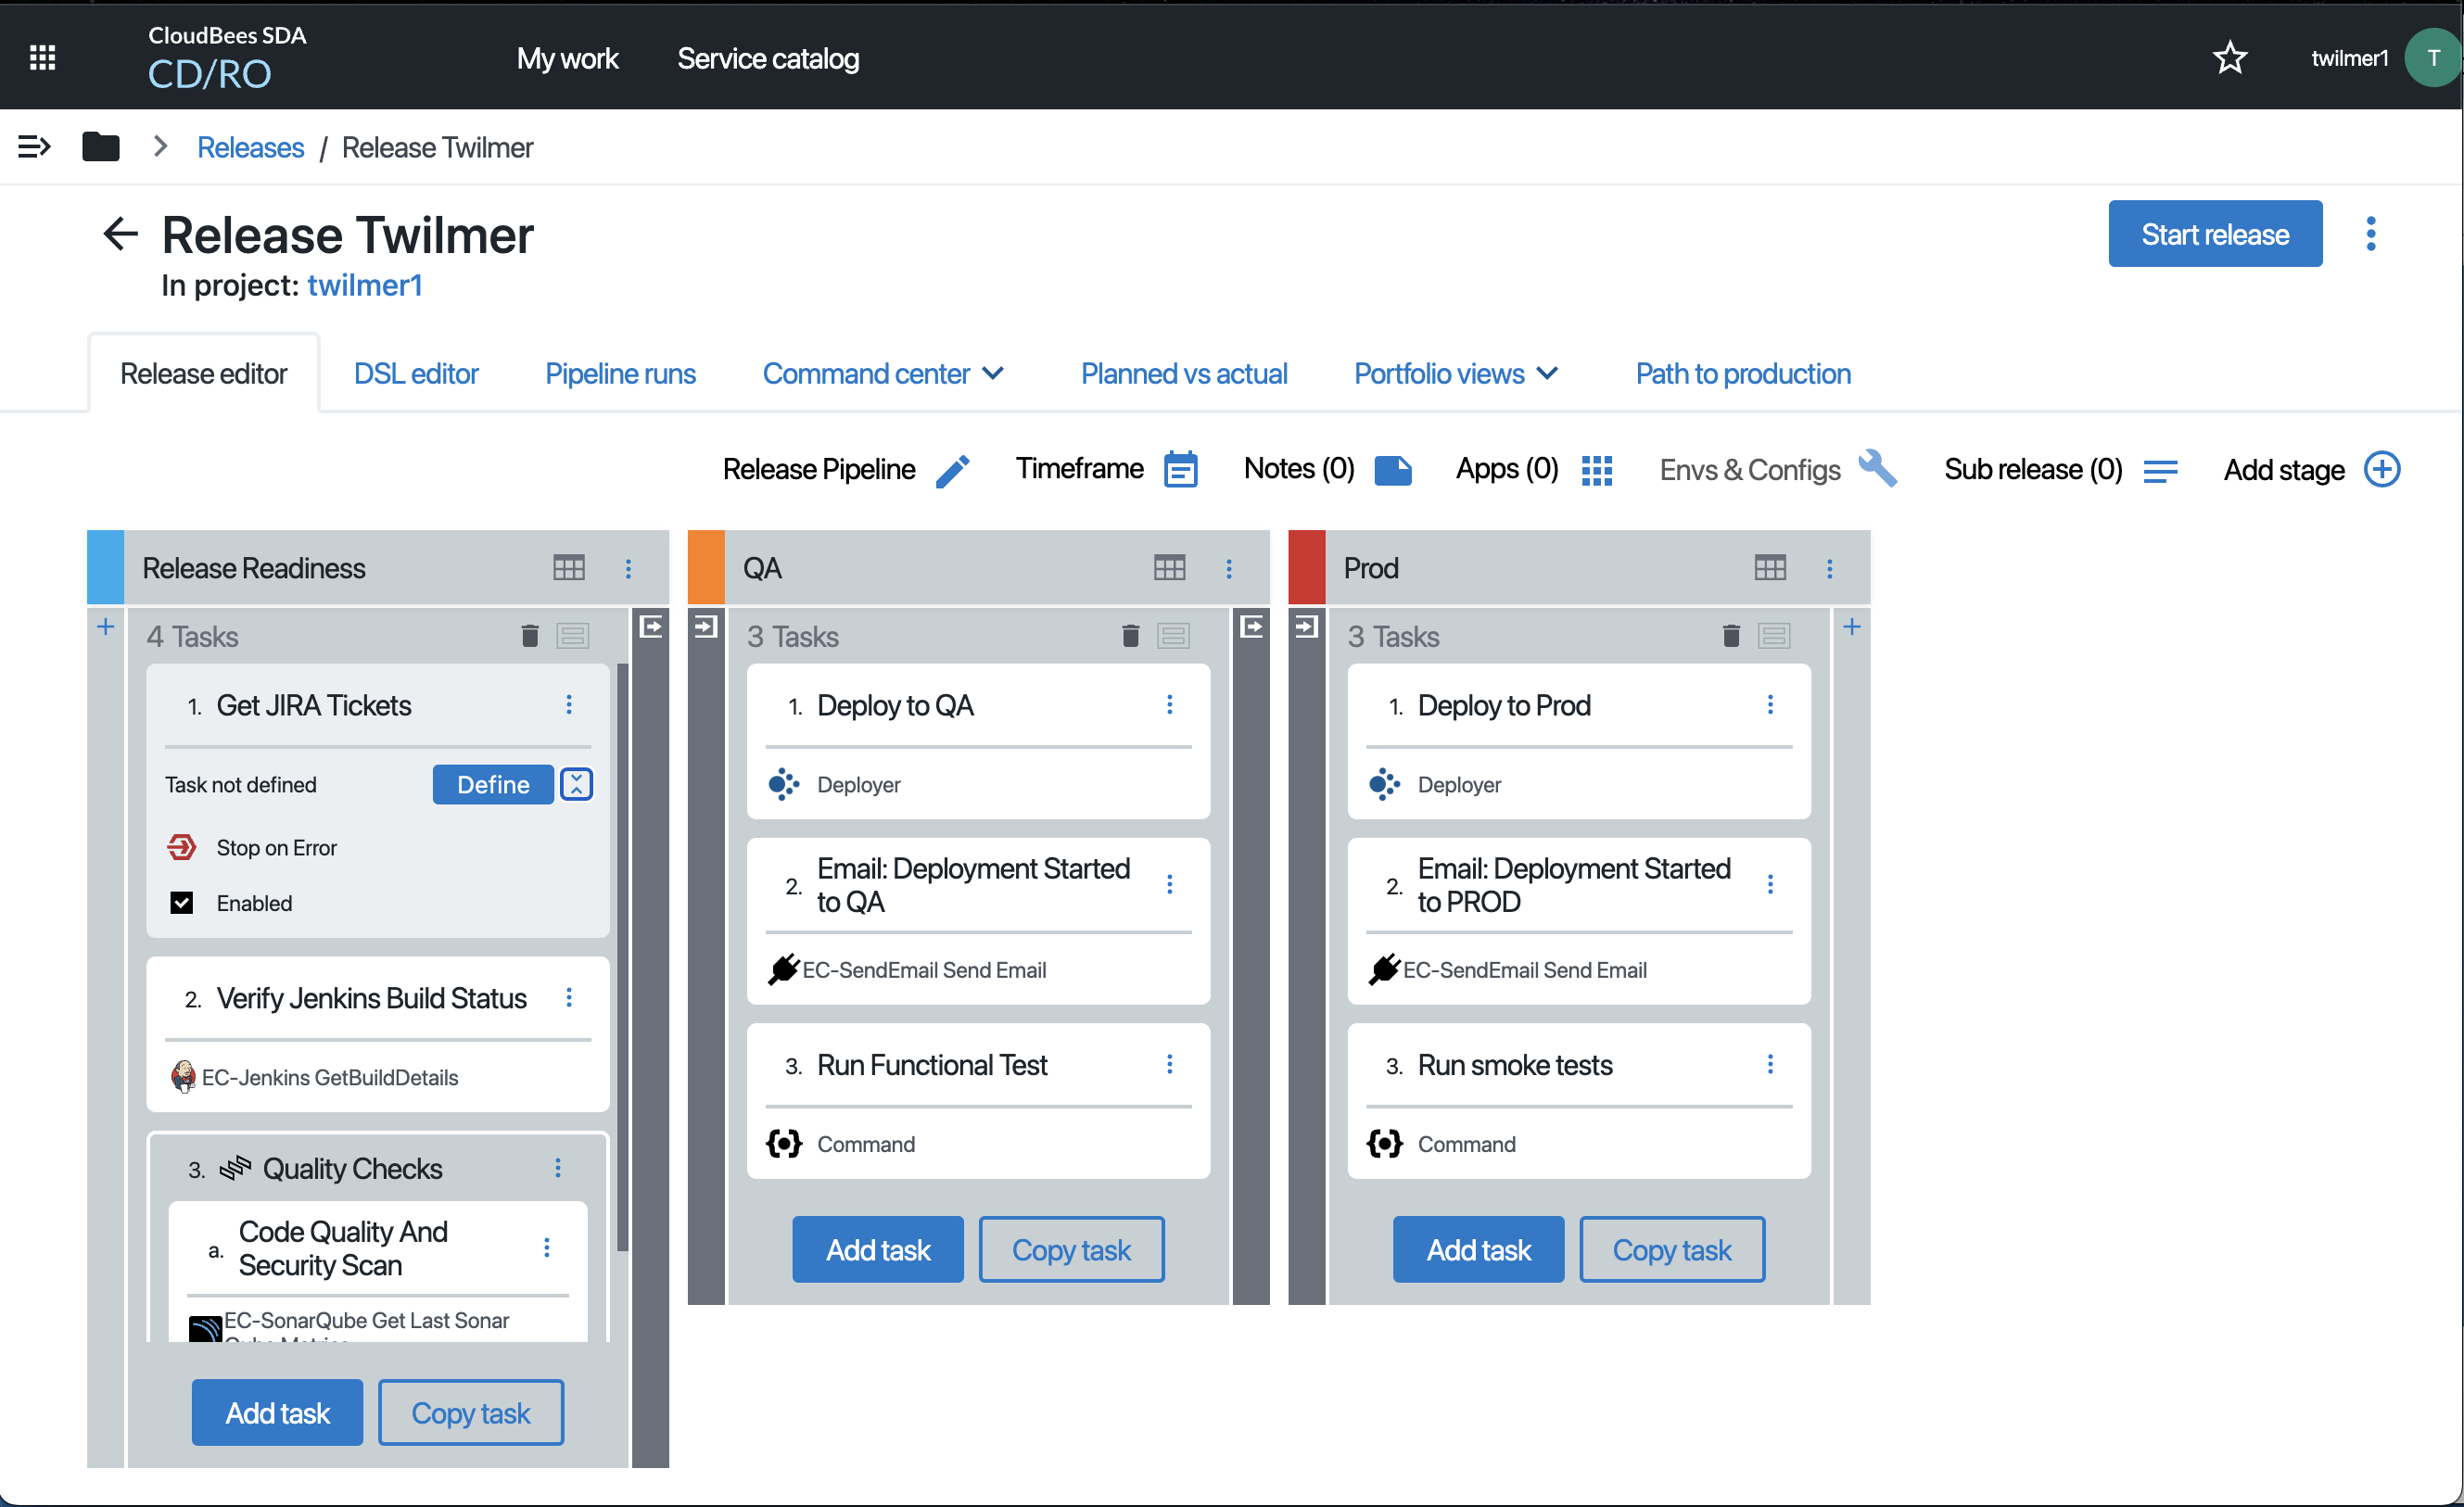 CloudBees SDA
CD/RO
My work
Service catalog
twilmer1
T
Releases / Release Twilmer
Release Twilmer
Start release
In project: twilmer1
Release editor
DSL editor
Pipeline runs
Command center
Planned vs actual
Portfolio views
Path to production
Release Pipeline
Timeframe
Notes (0)
Apps (0)
Envs & Configs
Sub release (0)
Add stage
Release Readiness
4 Tasks
1. Get JIRA Tickets
Task not defined
Define
Stop on Error
Enabled
2. Verify Jenkins Build Status
EC-Jenkins GetBuildDetails
3. Quality Checks
a. Code Quality And
Security Scan
EC-SonarQube Get Last Sonar
Qube Metrics
Add task
Copy task
QA
3 Tasks
1. Deploy to QA
Deployer
2. Email: Deployment Started
to QA
EC-SendEmail Send Email
3. Run Functional Test
Command
Add task
Copy task
Prod
3 Tasks
1. Deploy to Prod
Deployer
2. Email: Deployment Started
to PROD
EC-SendEmail Send Email
3. Run smoke tests
Command
Add task
Copy task